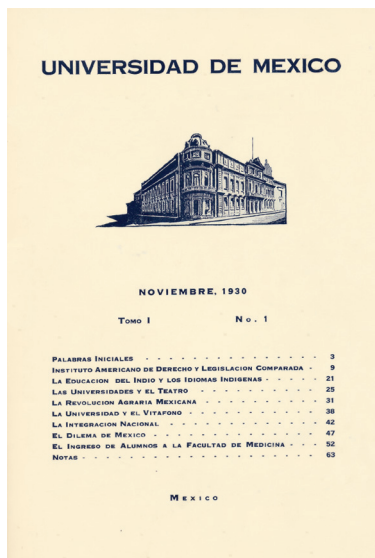 UNIVERSIDAD DE MEXICO
NOVIEMBRE, 1930
TOMO I No. 1
PALABRAS INICIALES - - - - - - - - - - - - - - - - 3
INSTITUTO AMERICANO DE DERECHO Y LEGISLACION COMPARADA - 9
LA EDUCACION DEL INDIO Y LOS IDIOMAS INDIGENAS - - - - - 21
LAS UNIVERSIDADES Y EL TEATRO - - - - - - - - - - - - 25
LA REVOLUCION AGRARIA MEXICANA - - - - - - - - - - - 31
LA UNIVERSIDAD Y EL VITAFONO - - - - - - - - - - - - 38
LA INTEGRACION NACIONAL - - - - - - - - - - - - - - 42
EL DILEMA DE MEXICO - - - - - - - - - - - - - - - 47
EL INGRESO DE ALUMNOS A LA FACULTAD DE MEDICINA - - - 52
NOTAS - - - - - - - - - - - - - - - - - - - - - 63
MEXICO